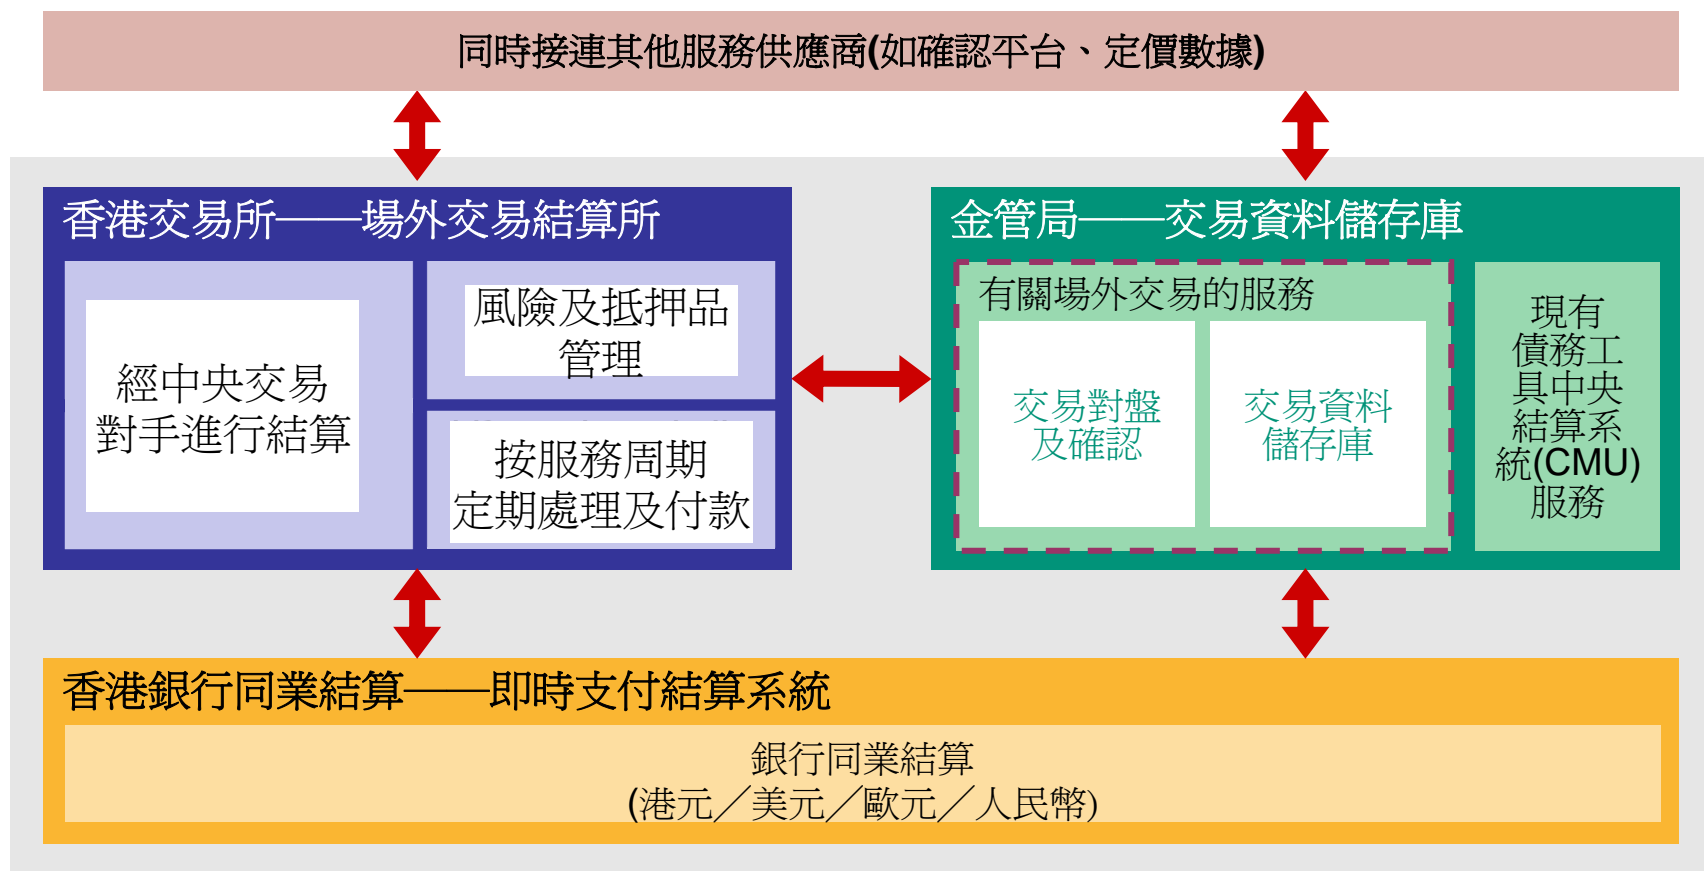 同時接連其他服務供應商(如確認平台、定價數據)
香港交易所——場外交易結算所
經中央交易
對手進行結算
風險及抵押品
管理
按服務周期
定期處理及付款
金管局——交易資料儲存庫
有關場外交易的服務
交易對盤
及確認
交易資料
儲存庫
現有
債務工
具中央
結算系
統(CMU)
服務
香港銀行同業結算——即時支付結算系統
銀行同業結算
(港元／美元／歐元／人民幣)